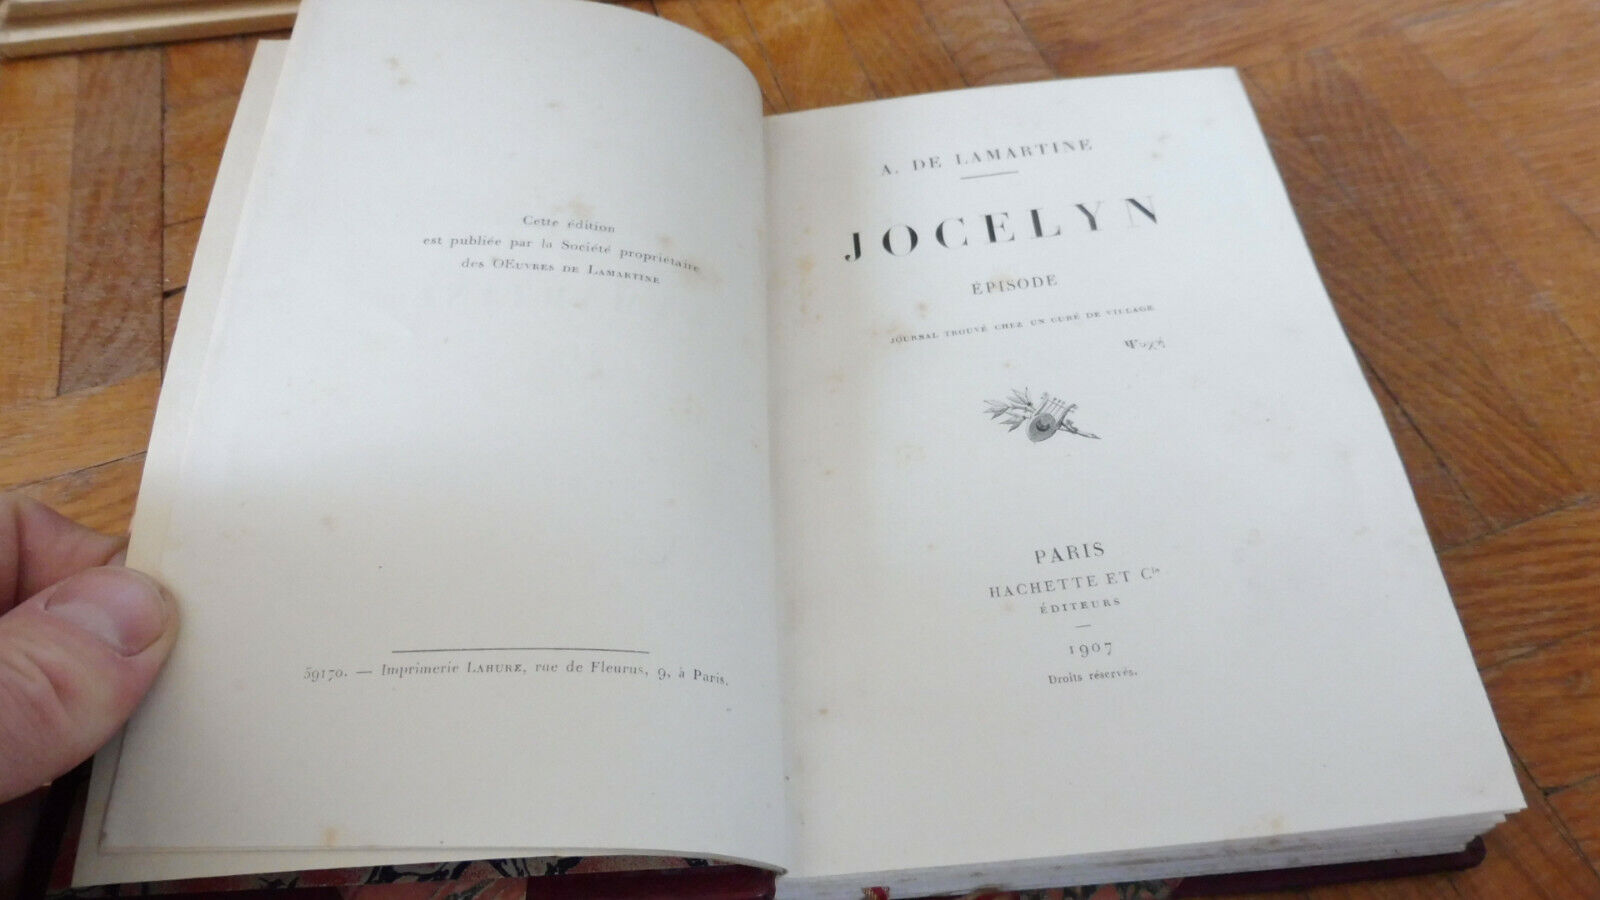 Cette édition
est publiée par la Société propriétaire
des OEUVRES DE LAMARTINE
59170. — Imprimerie LAHURE, rue de Fleurus, 9, à Paris.
A. DE LAMARTINE
JOCELYN
ÉPISODE
JOURNAL TROUVÉ CHEZ UN CURÉ DE VILLAGE
Ψυχή
PARIS
HACHETTE ET Cie
ÉDITEURS
1907
Droits réservés.